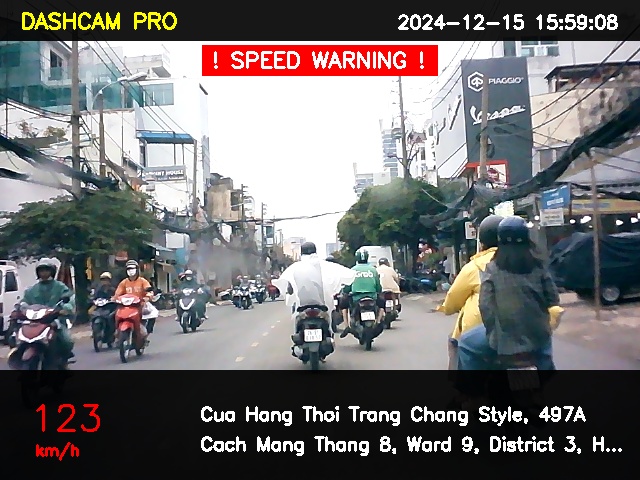 DASHCAM PRO
2024-12-15 15:59:08
! SPEED WARNING !
PIAGGIO
Vespa
Grab
123
km/h
Cua Hang Thoi Trang Chang Style, 497A
Cach Mang Thang 8, Ward 9, District 3, H...